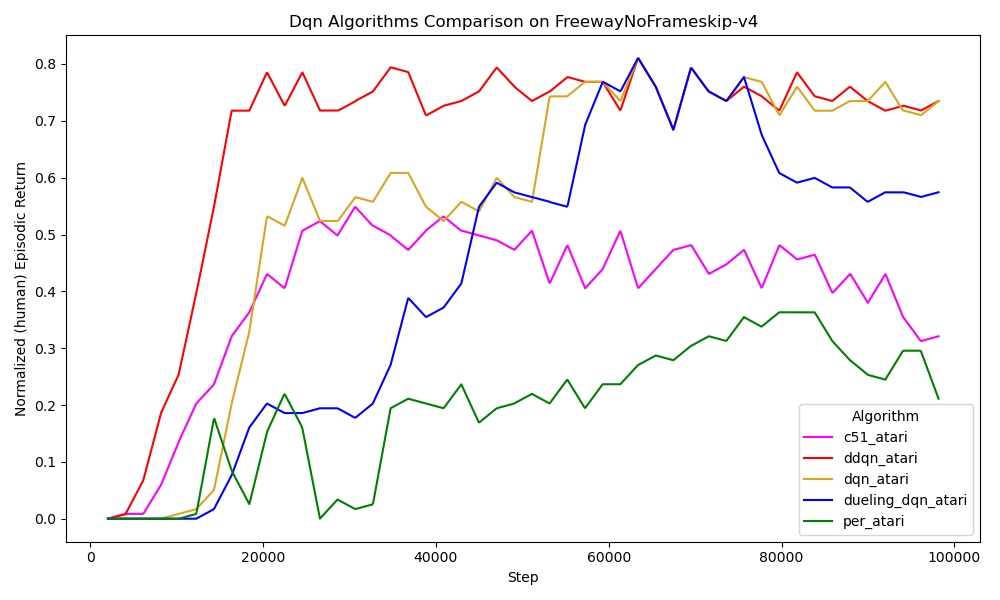 Dqn Algorithms Comparison on FreewayNoFrameskip-v4
Normalized (human) Episodic Return
0.8
0.7
0.6
0.5
0.4
0.3
0.2
0.1
0.0
Algorithm
c51_atari
ddqn_atari
dqn_atari
dueling_dqn_atari
per_atari
0 20000 40000 60000 80000 100000
Step